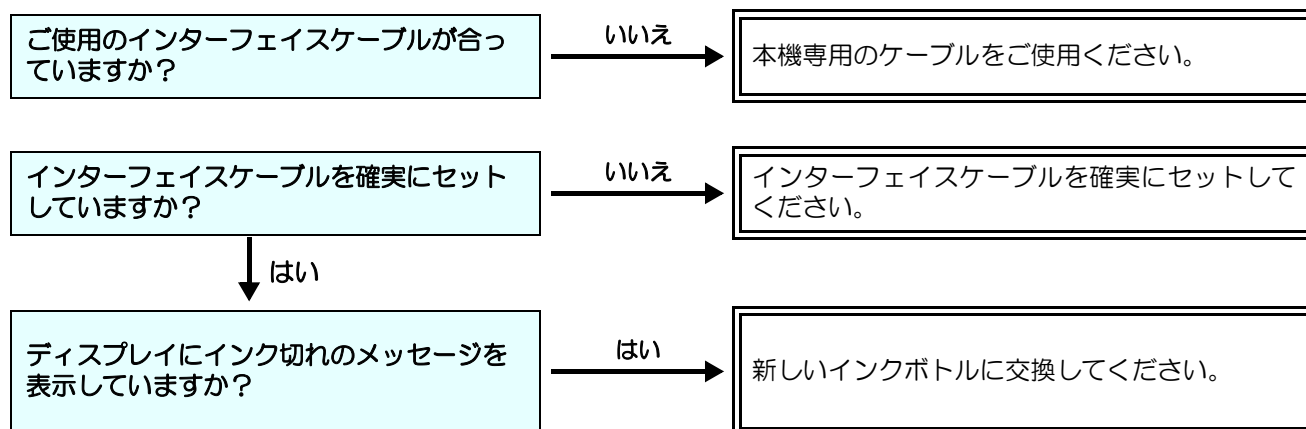 ご使用のインターフェイスケーブルが合っ
ていますか？
いいえ
本機専用のケーブルをご使用ください。
インターフェイスケーブルを確実にセット
していますか？
いいえ
インターフェイスケーブルを確実にセットして
ください。
はい
ディスプレイにインク切れのメッセージを
表示していますか？
はい
新しいインクボトルに交換してください。